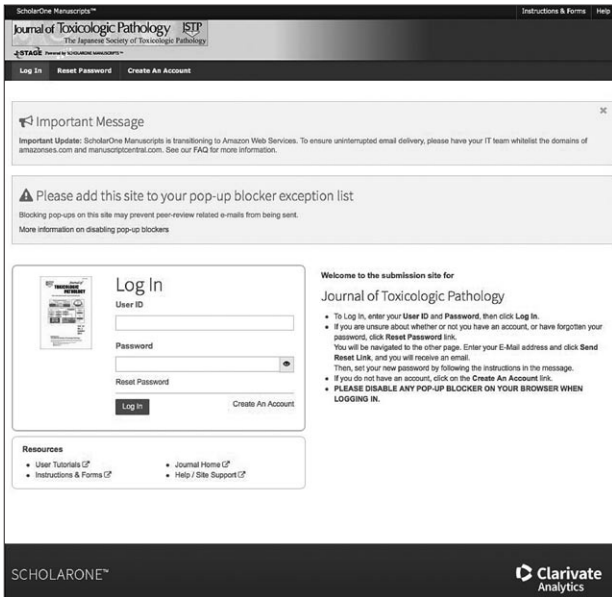 ScholarOne Manuscripts™
Instructions & Forms Help
Journal of Toxicologic Pathology JSTP
The Japanese Society of Toxicologic Pathology
J-STAGE Powered by SCHOLARONE MANUSCRIPTS™
Log In Reset Password Create An Account
Important Message
Important Update: ScholarOne Manuscripts is transitioning to Amazon Web Services. To ensure uninterrupted email delivery, please have your IT team whitelist the domains of
amazonses.com and manuscriptcentral.com. See our FAQ for more information.
Please add this site to your pop-up blocker exception list
Blocking pop-ups on this site may prevent peer-review related e-mails from being sent.
More information on disabling pop-up blockers
Journal of
TOXICOLOGIC
PATHOLOGY
Log In
User ID
Password
Reset Password
Log In
Create An Account
Resources
• User Tutorials
• Journal Home
• Instructions & Forms
• Help / Site Support
Welcome to the submission site for
Journal of Toxicologic Pathology
• To Log In, enter your User ID and Password, then click Log In.
• If you are unsure about whether or not you have an account, or have forgotten your
password, click Reset Password link.
You will be navigated to the other page. Enter your E-Mail address and click Send
Reset Link, and you will receive an email.
Then, set your new password by following the instructions in the message.
• If you do not have an account, click on the Create An Account link.
• PLEASE DISABLE ANY POP-UP BLOCKER ON YOUR BROWSER WHEN
LOGGING IN.
SCHOLARONE™
Clarivate
Analytics